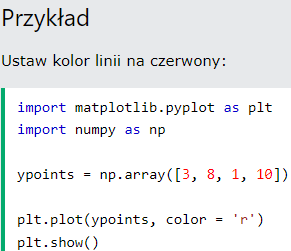 Przykład
Ustaw kolor linii na czerwony:
import matplotlib.pyplot as plt
import numpy as np
ypoints = np.array([3, 8, 1, 10])
plt.plot(ypoints, color = 'r')
plt.show()